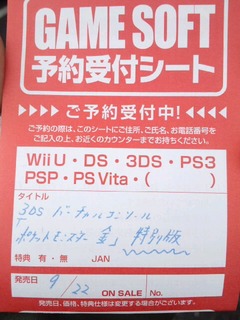 GAME SOFT
予約受付シート
ご予約受付中!
ご予約の際は、このシートにご住所、ご氏名、お電話番号を
ご記入の上、お近くのカウンターまでお持ちください。
Wii U・DS・3DS・PS3
PSP・PS Vita・( )
タイトル
3DS バーチャルコンソール
「ポケットモンスター 金」特別版
特典 有・無 JAN
発売日 9/22 ON SALE No.
発売日、価格、特典仕様は変更する場合がございます。